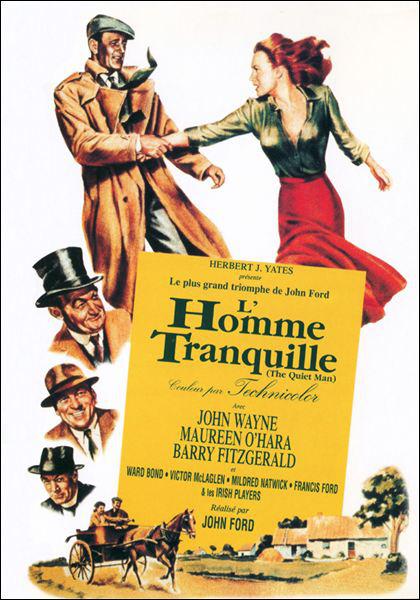 HERBERT J. YATES
présente
Le plus grand triomphe de John Ford
L'
Homme
Tranquille
(The Quiet Man)
Couleur par Technicolor
Avec
JOHN WAYNE
MAUREEN O'HARA
BARRY FITZGERALD
et
WARD BOND • VICTOR McLAGLEN • MILDRED NATWICK • FRANCIS FORD
& les IRISH PLAYERS
Réalisé par
JOHN FORD